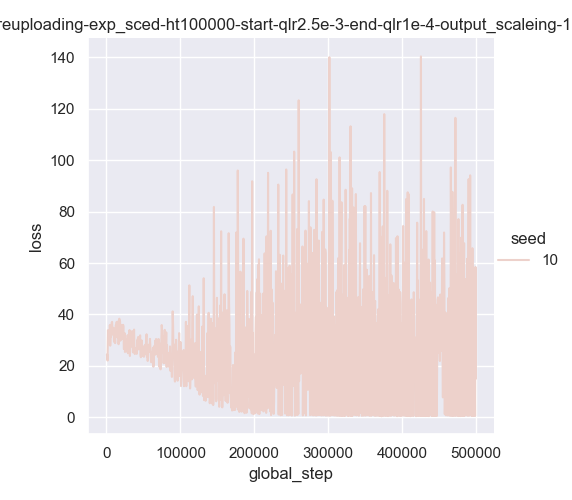 reuploading-exp_sced-ht100000-start-qlr2.5e-3-end-qlr1e-4-output_scaleing-1
140
120
100
80
60
40
20
0
loss
0 100000 200000 300000 400000 500000
global_step
seed
10